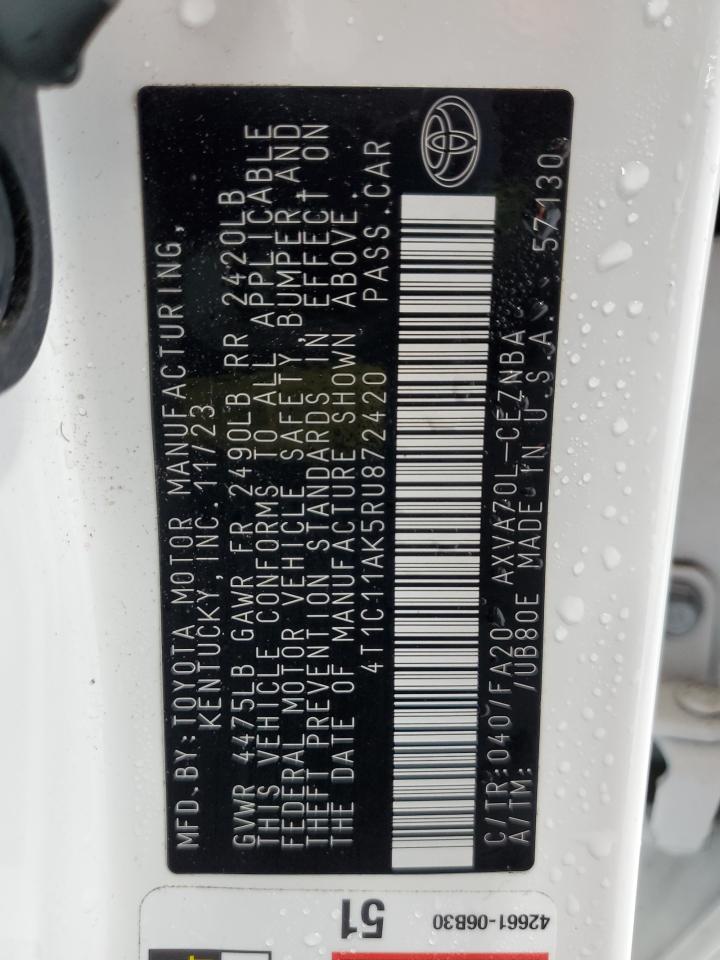 MFD.BY:TOYOTA MOTOR MANUFACTURING,
KENTUCKY,INC. 11/23
GVWR 4475LB GAWR FR 2490LB RR 2420LB
THIS VEHICLE CONFORMS TO ALL APPLICABLE
FEDERAL MOTOR VEHICLE SAFETY, BUMPER AND
THEFT PREVENTION STANDARDS IN EFFECT ON
THE DATE OF MANUFACTURE SHOWN ABOVE.
4T1C11AK5RU872420 PASS.CAR
C/TR:040/FA20 AXVA70L-CEZNBA
A/TM: /UB80E MADE IN U.S.A. 57130
51
42661-06B30